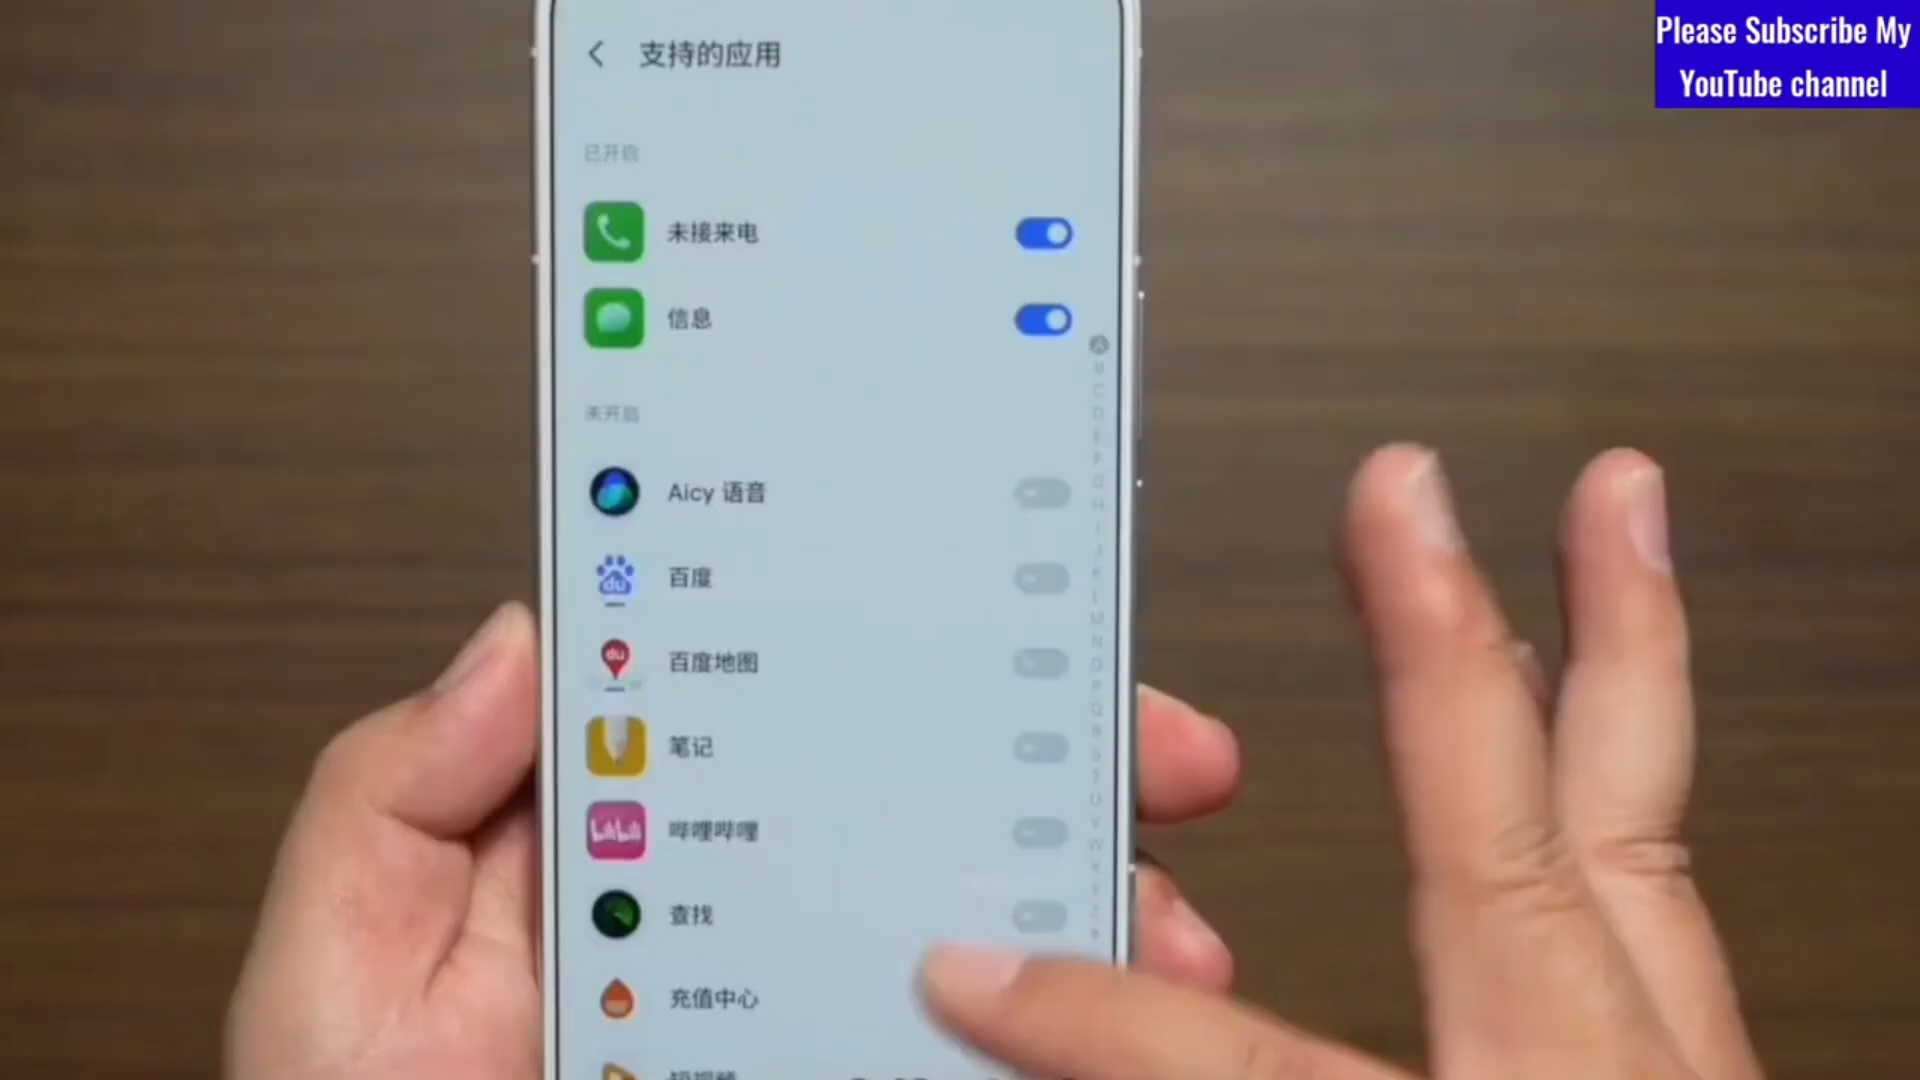 Please Subscribe My
YouTube channel
支持的应用
已开启
未接来电
信息
未开启
Aicy 语音
百度
百度地图
笔记
哔哩哔哩
查找
充值中心